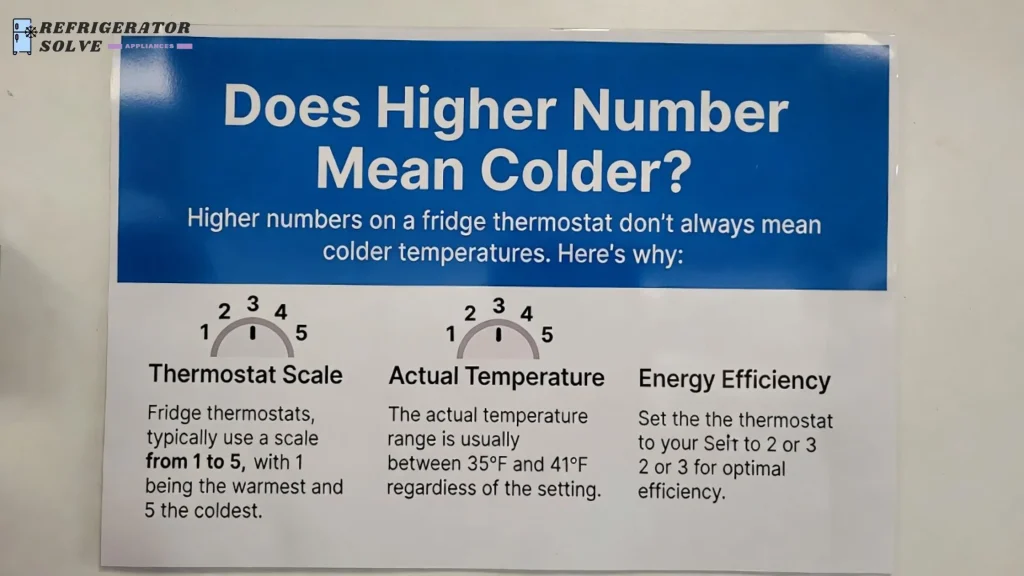 REFRIGERATOR
SOLVE APPLIANCES
Does Higher Number
Mean Colder?
Higher numbers on a fridge thermostat don't always mean
colder temperatures. Here's why:
1 2 3 4 5
Thermostat Scale
Fridge thermostats,
typically use a scale
from 1 to 5, with 1
being the warmest and
5 the coldest.
1 2 3 4 5
Actual Temperature
The actual temperature
range is usually
between 35°F and 41°F
regardiess of the setting.
Energy Efficiency
Set the the thermostat
to your Seit to 2 or 3
2 or 3 for optimal
efficiency.